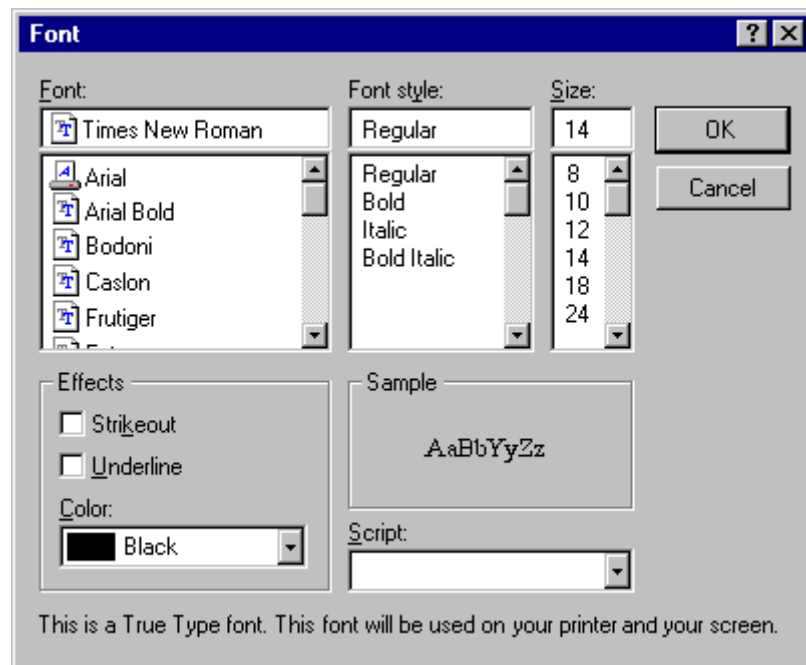 Font
Font:
Times New Roman
Arial
Arial Bold
Bodoni
Caslon
Frutiger
Font style:
Regular
Regular
Bold
Italic
Bold Italic
Size:
14
8
10
12
14
18
24
OK
Cancel
Effects
Strikeout
Underline
Color:
Black
Sample
AaBbYyZz
Script:
This is a True Type font. This font will be used on your printer and your screen.